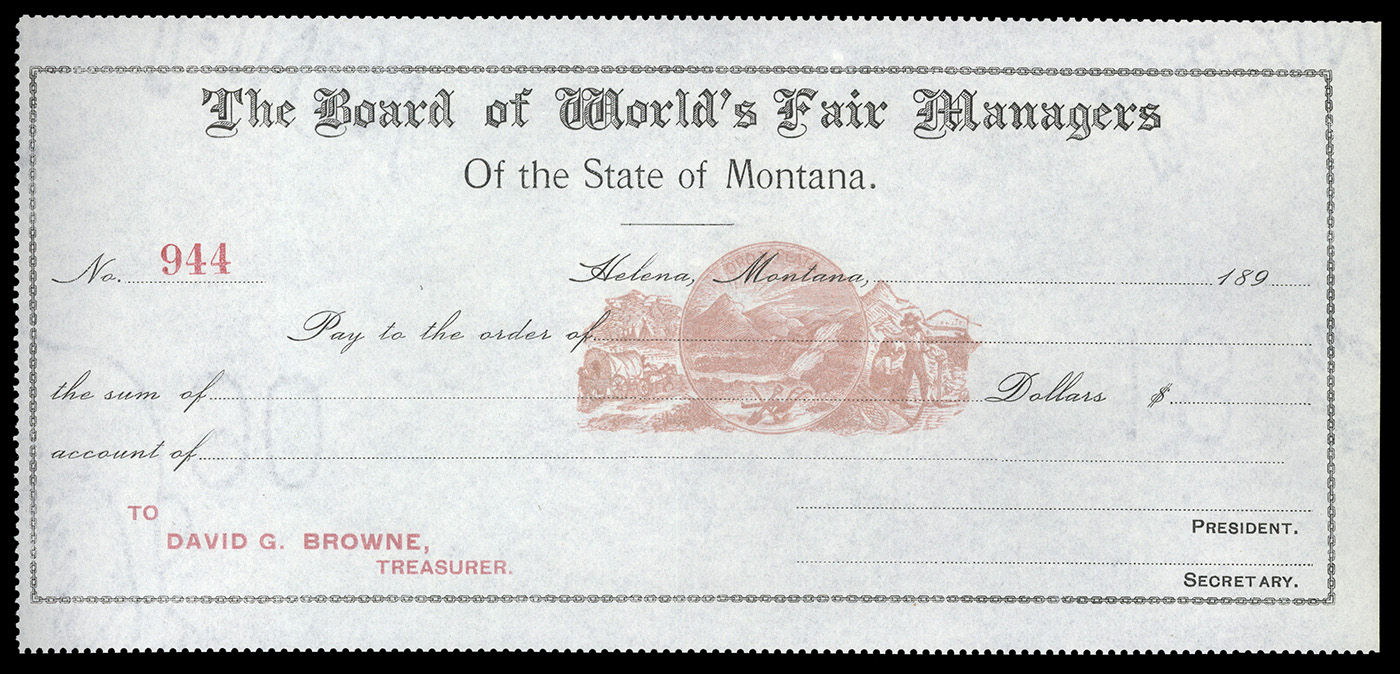 The Board of World's Fair Managers
Of the State of Montana.
No. 944 Helena, Montana, 189
Pay to the order of
the sum of Dollars $
account of
TO
DAVID G. BROWNE,
TREASURER.
PRESIDENT.
SECRETARY.